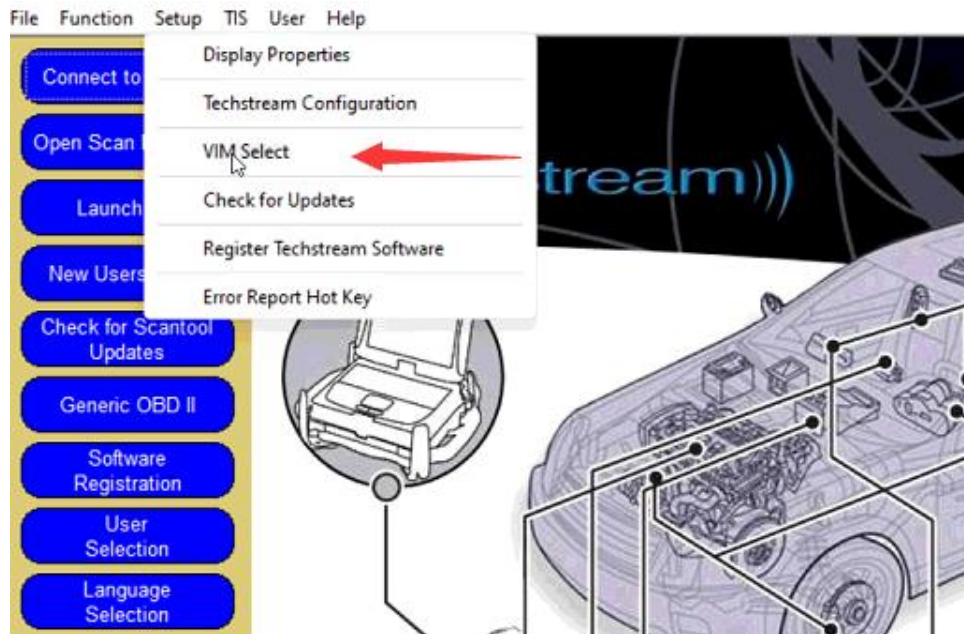 File Function Setup TIS User Help
Display Properties
Techstream Configuration
VIM Select
Check for Updates
Register Techstream Software
Error Report Hot Key
Connect to
Open Scan
Launch
New Users
Check for Scantool
Updates
Generic OBD II
Software
Registration
User
Selection
Language
Selection
tream